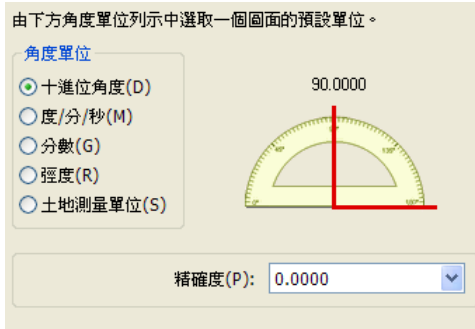 由下方角度單位列示中選取一個圖面的預設單位。
角度單位
十進位角度(D)
度/分/秒(M)
分數(G)
弳度(R)
土地測量單位(S)
90.0000
精確度(P): 0.0000